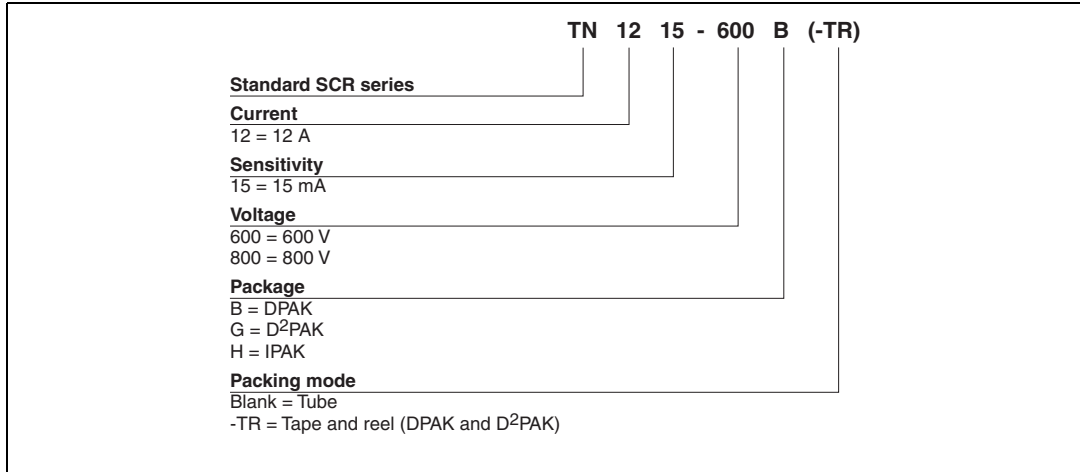 TN 12 15 - 600 B (-TR)
Standard SCR series
Current
12 = 12 A
Sensitivity
15 = 15 mA
Voltage
600 = 600 V
800 = 800 V
Package
B = DPAK
G = D²PAK
H = IPAK
Packing mode
Blank = Tube
-TR = Tape and reel (DPAK and D²PAK)